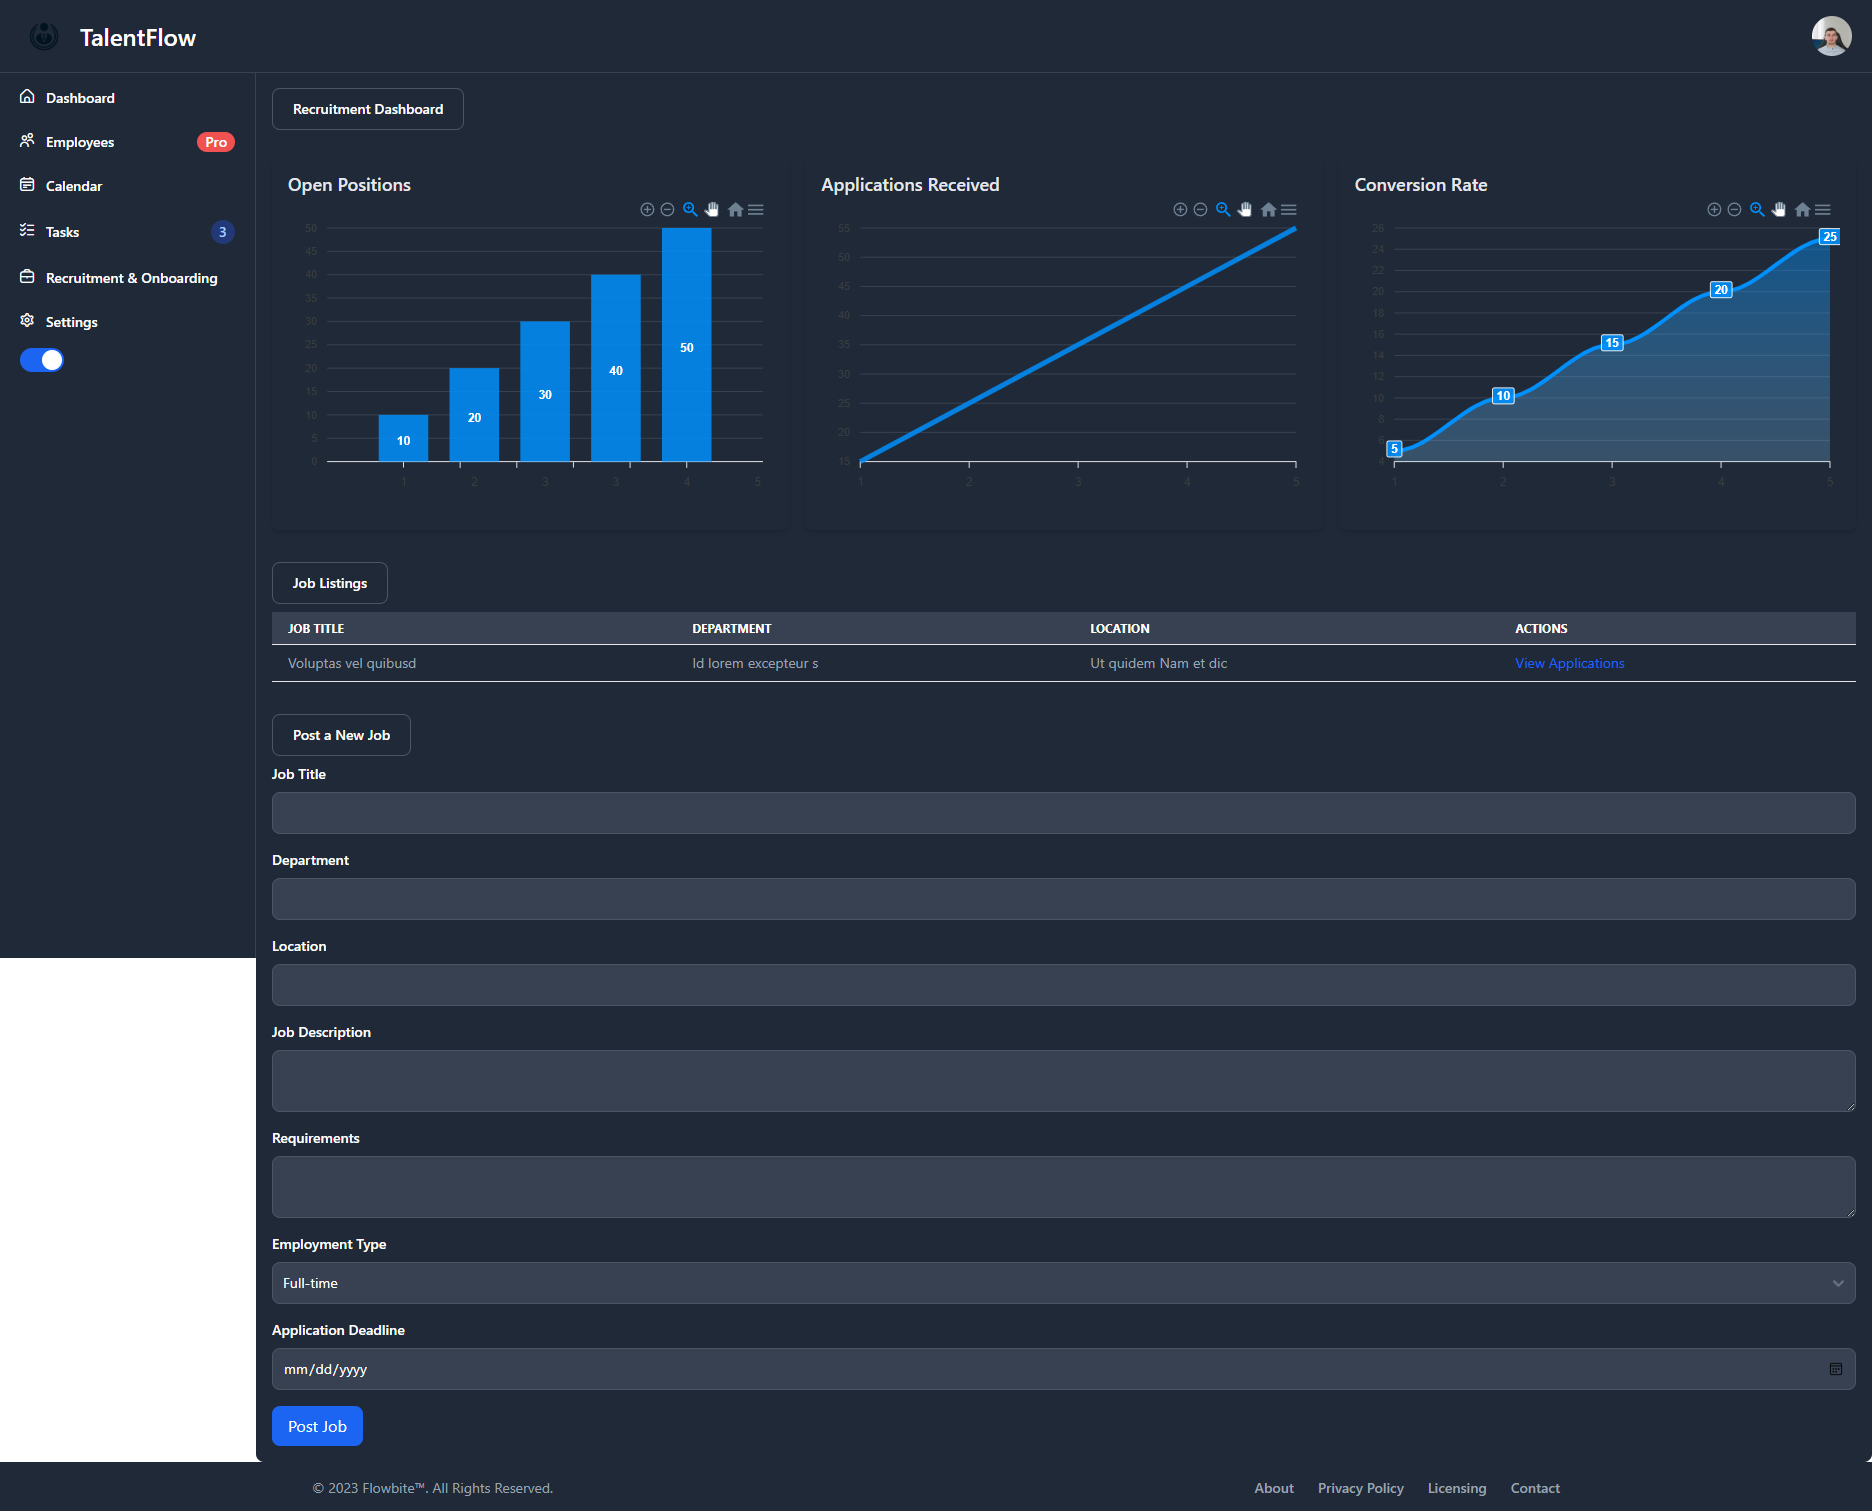 TalentFlow
Dashboard
Employees Pro
Calendar
Tasks 3
Recruitment & Onboarding
Settings
Recruitment Dashboard
Open Positions
50
45
40
35
30
25
20
15
10
5
0
10 20 30 40 50
1 2 3 3 4 5
Applications Received
55
50
45
40
35
30
25
20
15
1 2 3 4 5
Conversion Rate
26
24
22
20
18
16
14
12
10
8
6
4
5 10 15 20 25
1 2 3 4 5
Job Listings
JOB TITLE DEPARTMENT LOCATION ACTIONS
Voluptas vel quibusd Id lorem excepteur s Ut quidem Nam et dic View Applications
Post a New Job
Job Title
Department
Location
Job Description
Requirements
Employment Type
Full-time
Application Deadline
mm/dd/yyyy
Post Job
© 2023 Flowbite™. All Rights Reserved. About Privacy Policy Licensing Contact